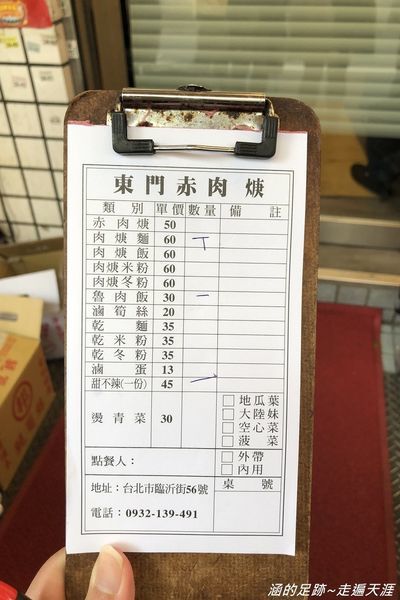 東門赤肉焿
類別 單價 數量 備註
赤肉焿 50
肉焿麵 60 T
肉焿飯 60
肉焿米粉 60
肉焿冬粉 60
魯肉飯 30 一
滷筍絲 20
乾麵 35
乾米粉 35
乾冬粉 35
滷蛋 13
甜不辣(一份) 45 一
燙青菜 30
□ 地瓜葉
□ 大陸妹
□ 空心菜
□ 菠菜
點餐人：
□ 外帶
□ 內用
地址：台北市臨沂街56號
桌號
電話：0932-139-491
涵的足跡~走遍天涯